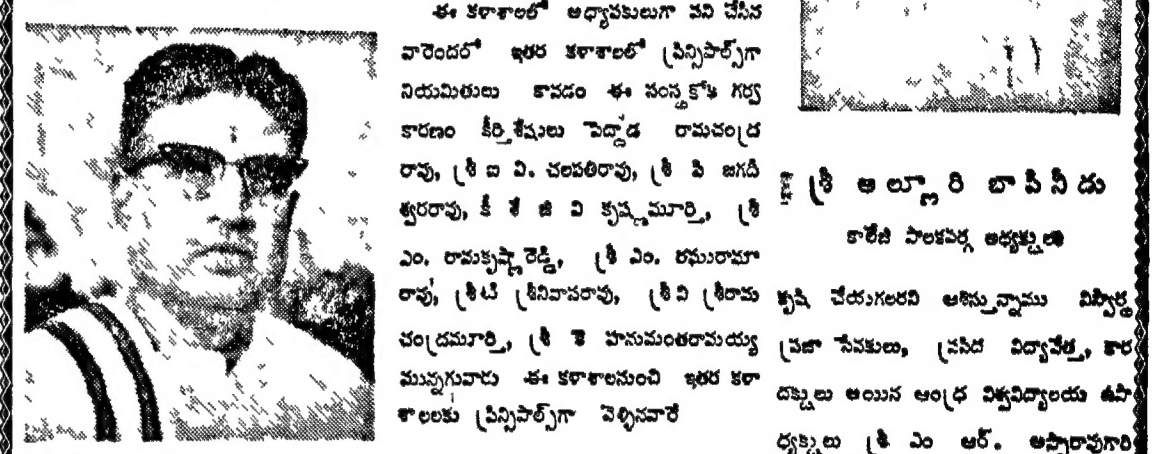 ఈ కళాశాలలో అధ్యాపకులుగా పని చేసిన
వారెందరో ఇతర కళాశాలలో ప్రిన్సిపాల్స్‌గా
నియమితులు కావడం ఈ సంస్థకోక గర్వ
కారణం కీర్తిశేషులు పెద్దాడ రామచంద్ర
రావు, శ్రీ ఐ వి. చలపతిరావు, శ్రీ పి జగదీ
శ్వరరావు, కీ శే జి వి కృష్ణమూర్తి, శ్రీ
ఎం. రామకృష్ణా రెడ్డి, శ్రీ ఎం. రఘురామా
రావు, శ్రీ టి శ్రీనివాసరావు, శ్రీ వి శ్రీరామ
చంద్రమూర్తి, శ్రీ కె హనుమంతరామయ్య
మున్నగువారు ఈ కళాశాలనుంచి ఇతర కళా
శాలలకు ప్రిన్సిపాల్స్‌గా వెళ్ళినవారే
శ్రీ అల్లూరి బాపినీడు
కాలేజి పాలకవర్గ అధ్యక్షులు
కృషి చేయగలరని ఆశిస్తున్నాము నిస్వార్థ
ప్రజా సేవకులు, ప్రసిద విద్యావేత్త, కార్య
దక్షులు అయిన ఆంధ్ర విశ్వవిద్యాలయ ఉపా
ధ్యక్షులు శ్రీ ఎం ఆర్. అప్పారావుగారి